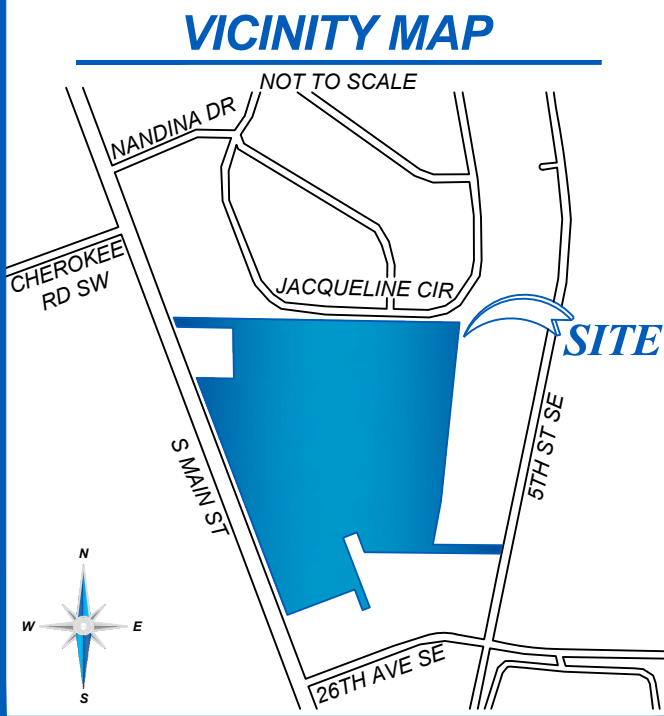 VICINITY MAP
NOT TO SCALE
NANDINA DR
CHEROKEE
RD SW
JACQUELINE CIR
SITE
S MAIN ST
5TH ST SE
26TH AVE SE
N
W
E
S